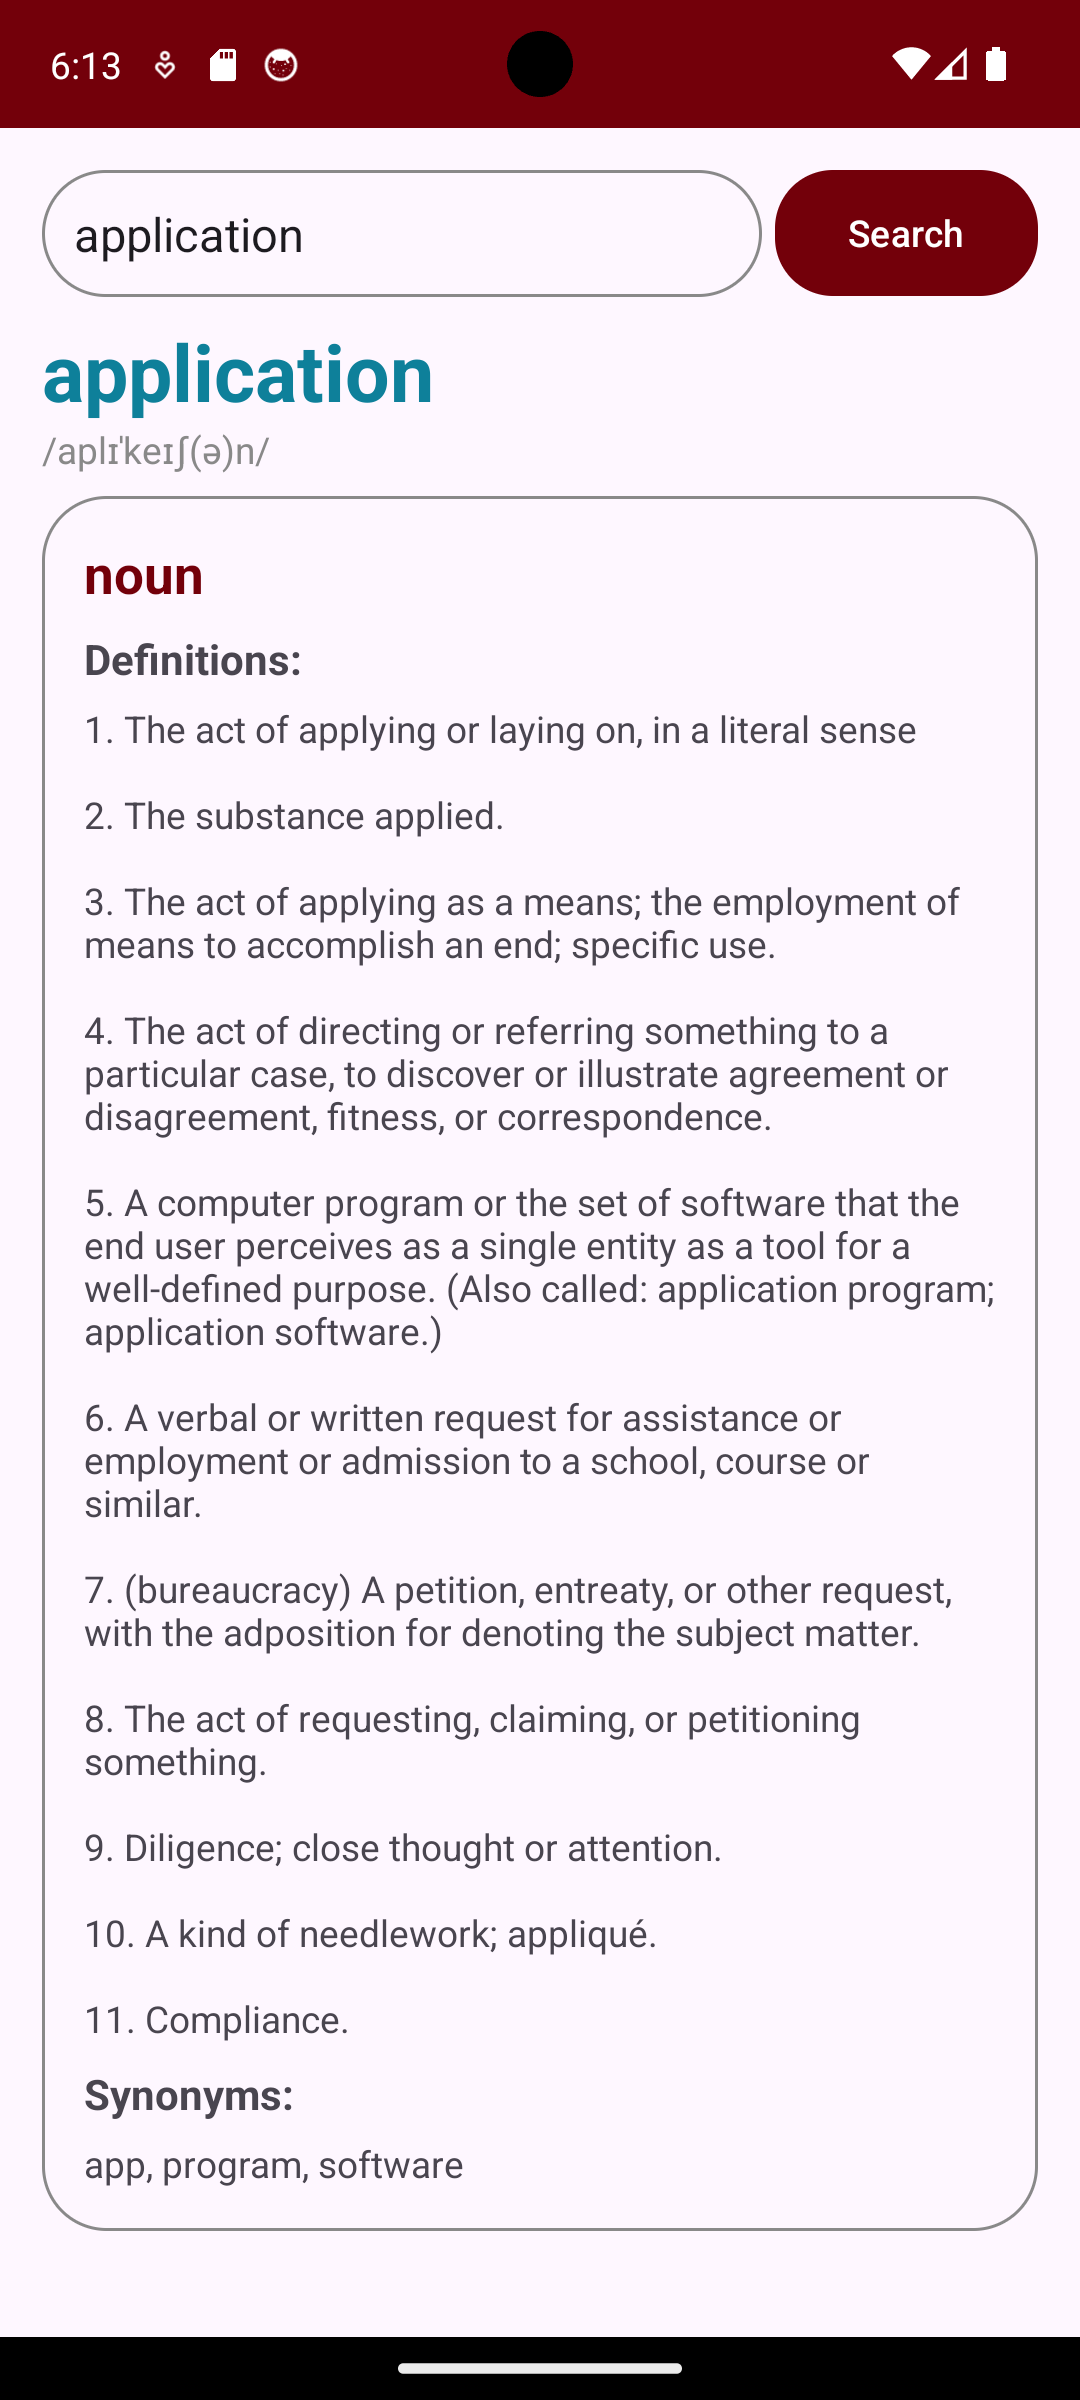 6:13
application
Search
application
/aplɪˈkeɪʃ(ə)n/
noun
Definitions:
1. The act of applying or laying on, in a literal sense
2. The substance applied.
3. The act of applying as a means; the employment of
means to accomplish an end; specific use.
4. The act of directing or referring something to a
particular case, to discover or illustrate agreement or
disagreement, fitness, or correspondence.
5. A computer program or the set of software that the
end user perceives as a single entity as a tool for a
well-defined purpose. (Also called: application program;
application software.)
6. A verbal or written request for assistance or
employment or admission to a school, course or
similar.
7. (bureaucracy) A petition, entreaty, or other request,
with the adposition for denoting the subject matter.
8. The act of requesting, claiming, or petitioning
something.
9. Diligence; close thought or attention.
10. A kind of needlework; appliqué.
11. Compliance.
Synonyms:
app, program, software